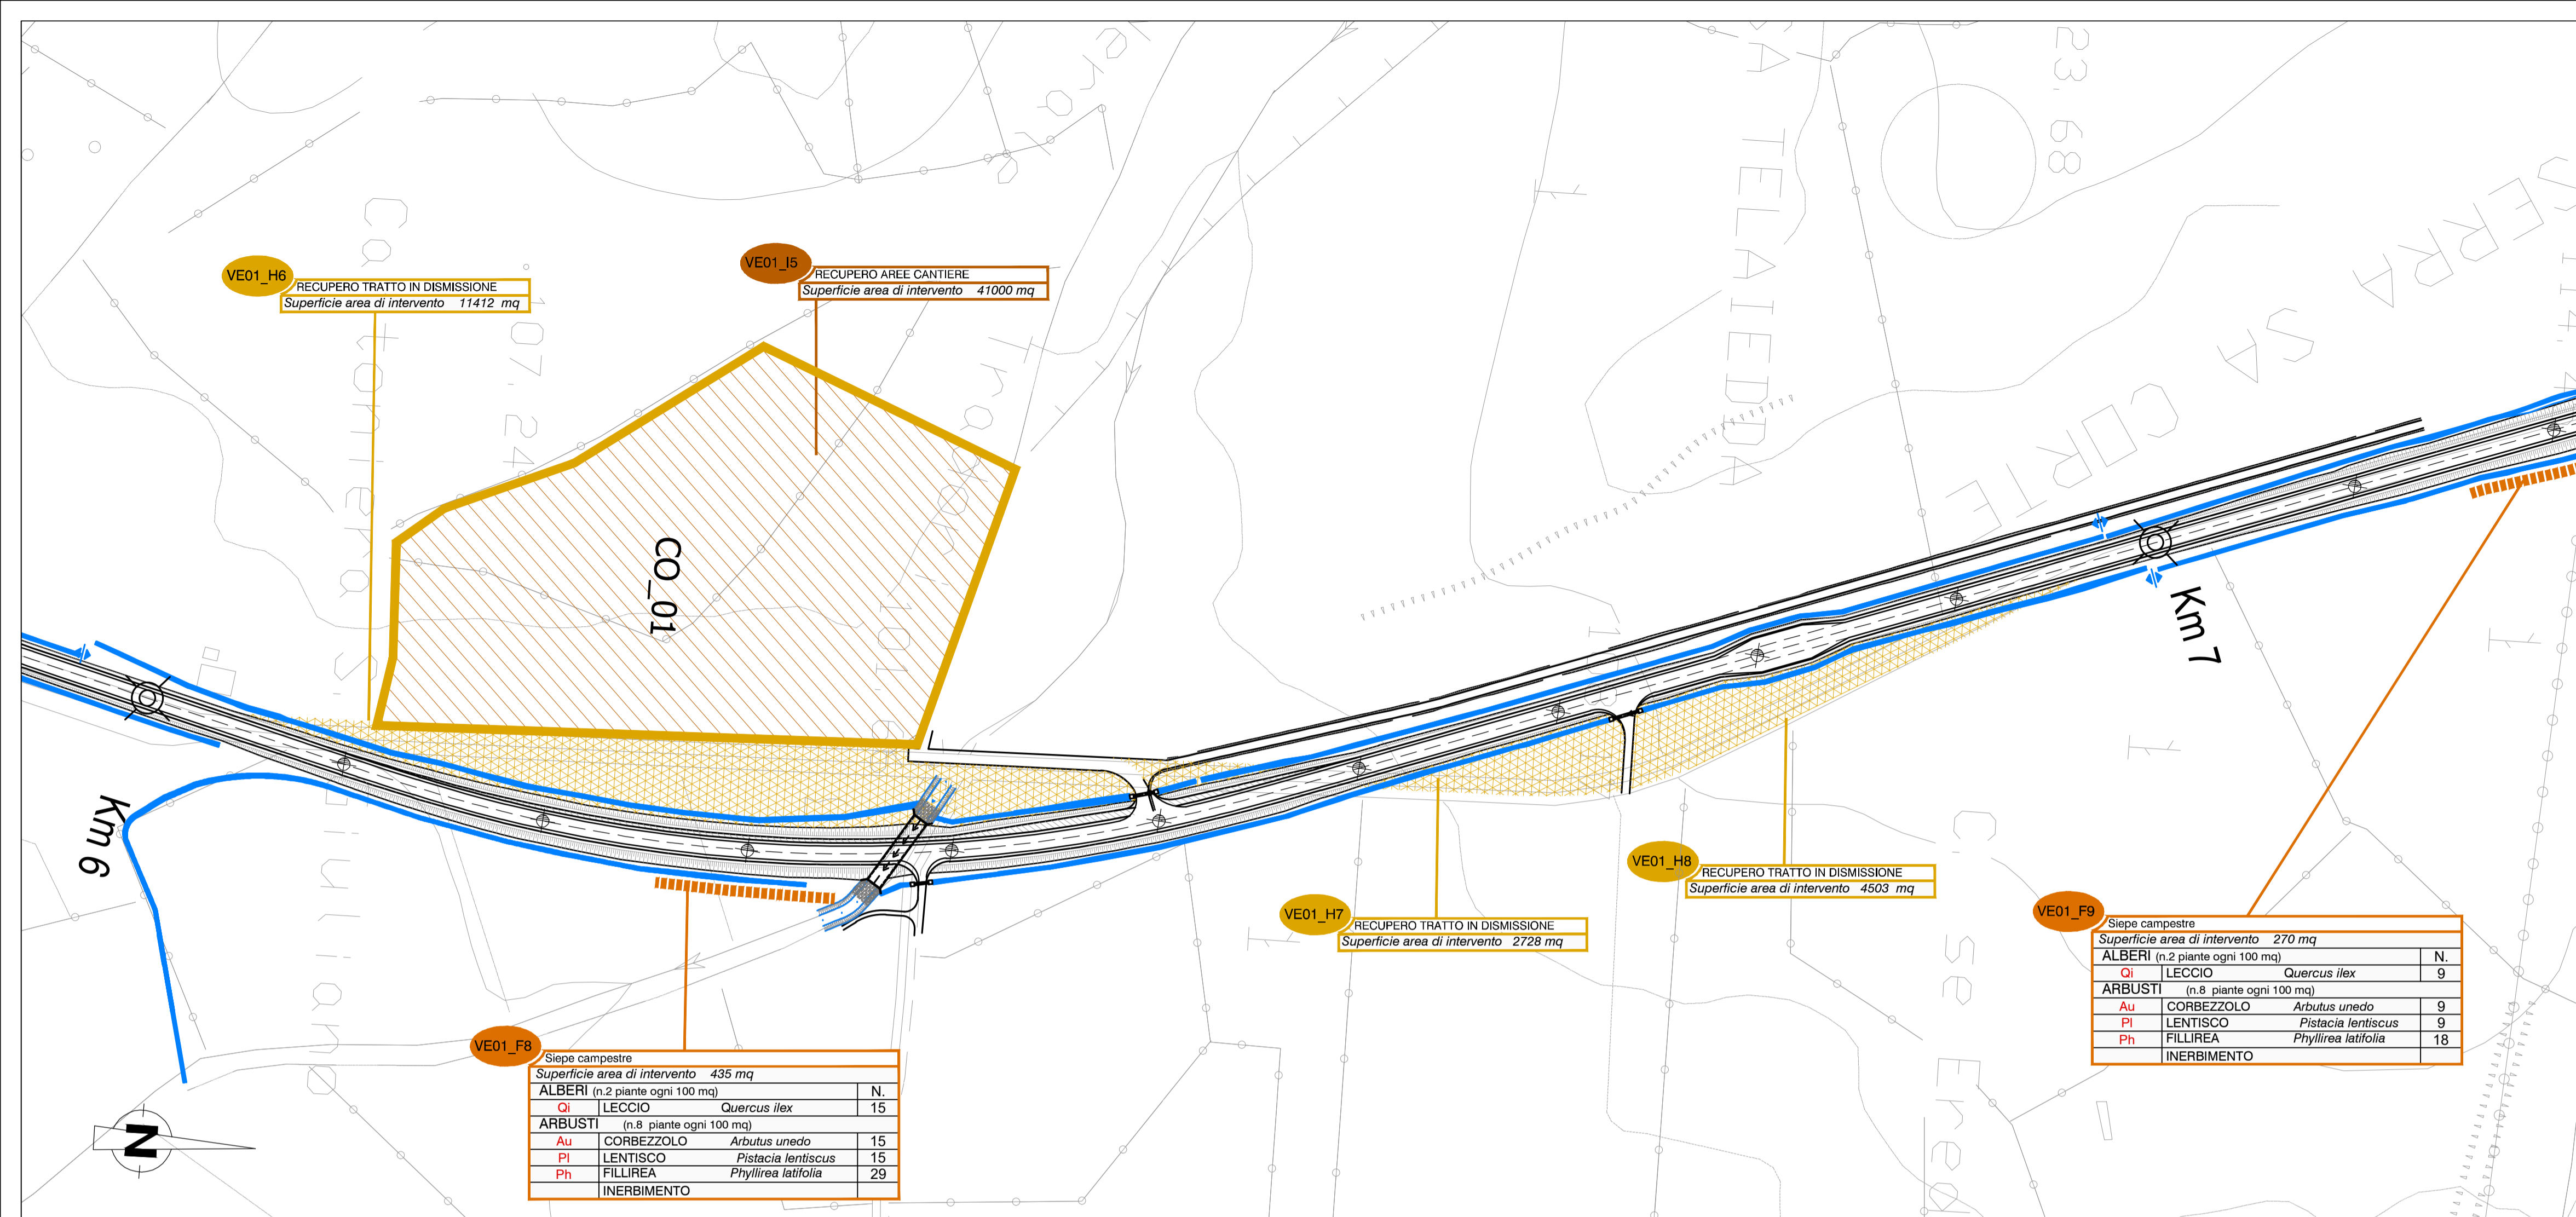 VE01_H6
RECUPERO TRATTO IN DISMISSIONE
Superficie area di intervento 11412 mq
VE01_I5
RECUPERO AREE CANTIERE
Superficie area di intervento 41000 mq
CO_01
Km 6
Km 7
SERRA SA CORTE
23.68
VE01_H7
RECUPERO TRATTO IN DISMISSIONE
Superficie area di intervento 2728 mq
VE01_H8
RECUPERO TRATTO IN DISMISSIONE
Superficie area di intervento 4503 mq
VE01_F8
Siepe campestre
Superficie area di intervento 435 mq
ALBERI (n.2 piante ogni 100 mq) N.
Qi LECCIO Quercus ilex 15
ARBUSTI (n.8 piante ogni 100 mq)
Au CORBEZZOLO Arbutus unedo 15
Pl LENTISCO Pistacia lentiscus 15
Ph FILLIREA Phyllirea latifolia 29
INERBIMENTO
VE01_F9
Siepe campestre
Superficie area di intervento 270 mq
ALBERI (n.2 piante ogni 100 mq) N.
Qi LECCIO Quercus ilex 9
ARBUSTI (n.8 piante ogni 100 mq)
Au CORBEZZOLO Arbutus unedo 9
Pl LENTISCO Pistacia lentiscus 9
Ph FILLIREA Phyllirea latifolia 18
INERBIMENTO
N